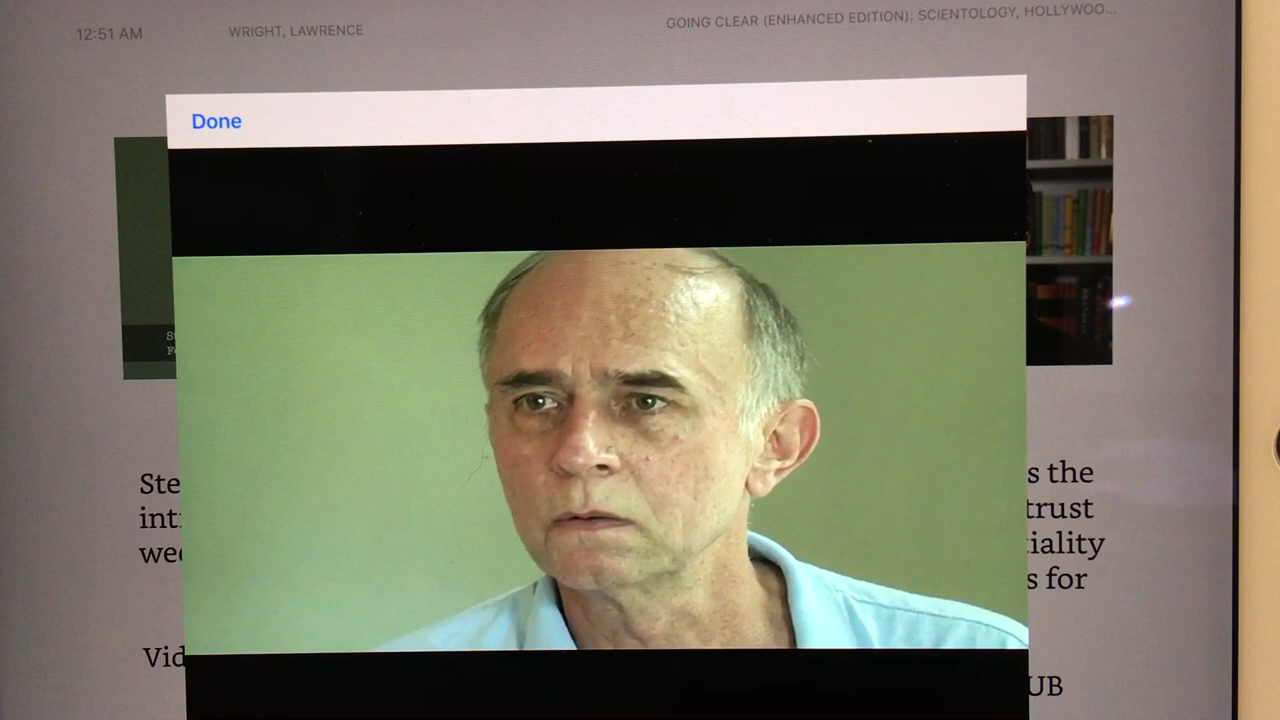 12:51 AM
WRIGHT, LAWRENCE
GOING CLEAR (ENHANCED EDITION): SCIENTOLOGY, HOLLYWOO...
Done
Ste
s the
trust
wee
iality
s for
Vid
UB